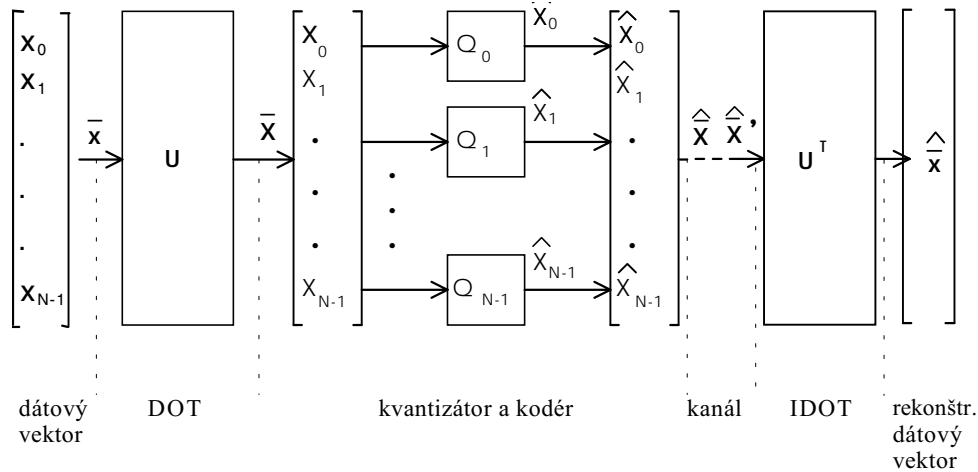 x₀
x₁
.
.
.
x_{N-1}
x̄
U
X̄
X₀
X₁
.
.
.
X_{N-1}
Q₀
X̂₀
Q₁
X̂₁
.
.
.
Q_{N-1}
X̂_{N-1}
X̂₀
X̂₁
.
.
.
X̂_{N-1}
X̄̂ X̄̂'
Uᵀ
x̄̂
dátový
vektor
DOT
kvantizátor a kodér
kanál
IDOT
rekonštr.
dátový
vektor